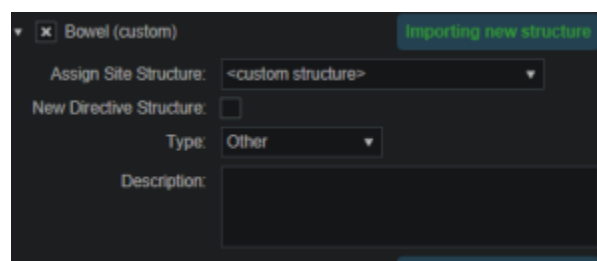 Bowel (custom) Importing new structure
Assign Site Structure: <custom structure>
New Directive Structure:
Type: Other
Description: